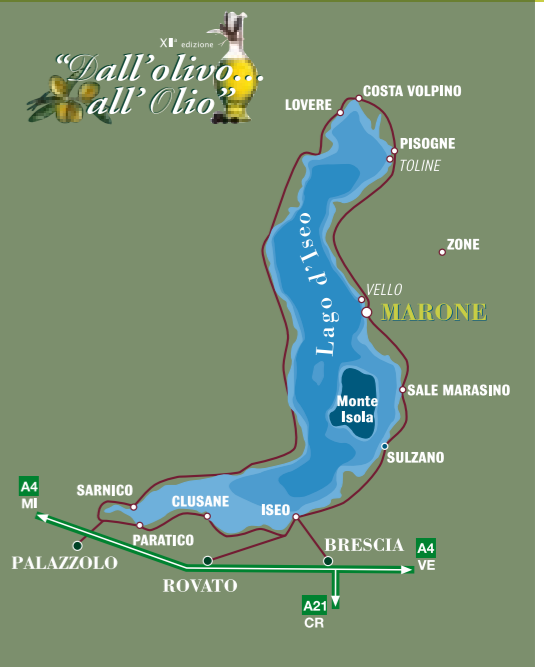 XIª edizione
“Dall’olivo...
all’Olio”
COSTA VOLPINO
LOVERE
PISOGNE
TOLINE
ZONE
Lago d’Iseo
VELLO
MARONE
SALE MARASINO
Monte
Isola
SULZANO
A4
MI
SARNICO
CLUSANE
ISEO
PARATICO
BRESCIA
A4
VE
PALAZZOLO
ROVATO
A21
CR